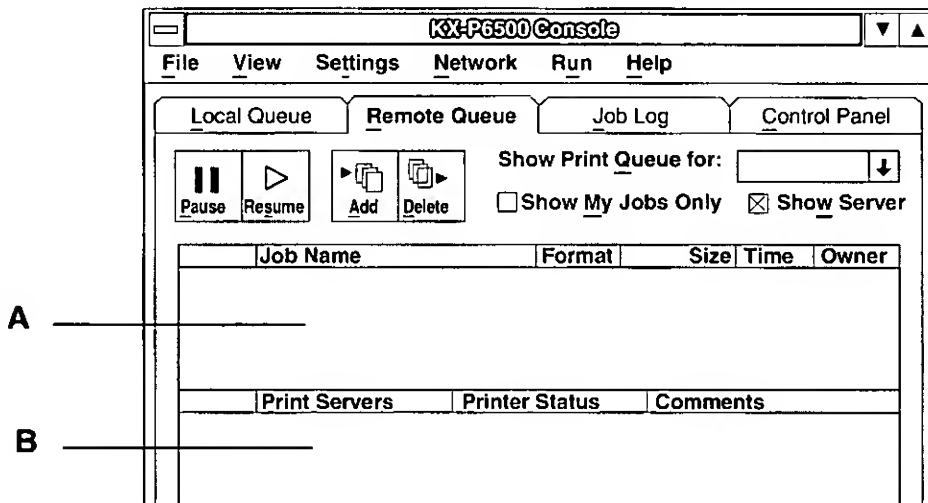 KX-P6500 Console
File View Settings Network Run Help
Local Queue Remote Queue Job Log Control Panel
Show Print Queue for:
Pause Resume Add Delete
Show My Jobs Only Show Server
Job Name Format Size Time Owner
A
Print Servers Printer Status Comments
B